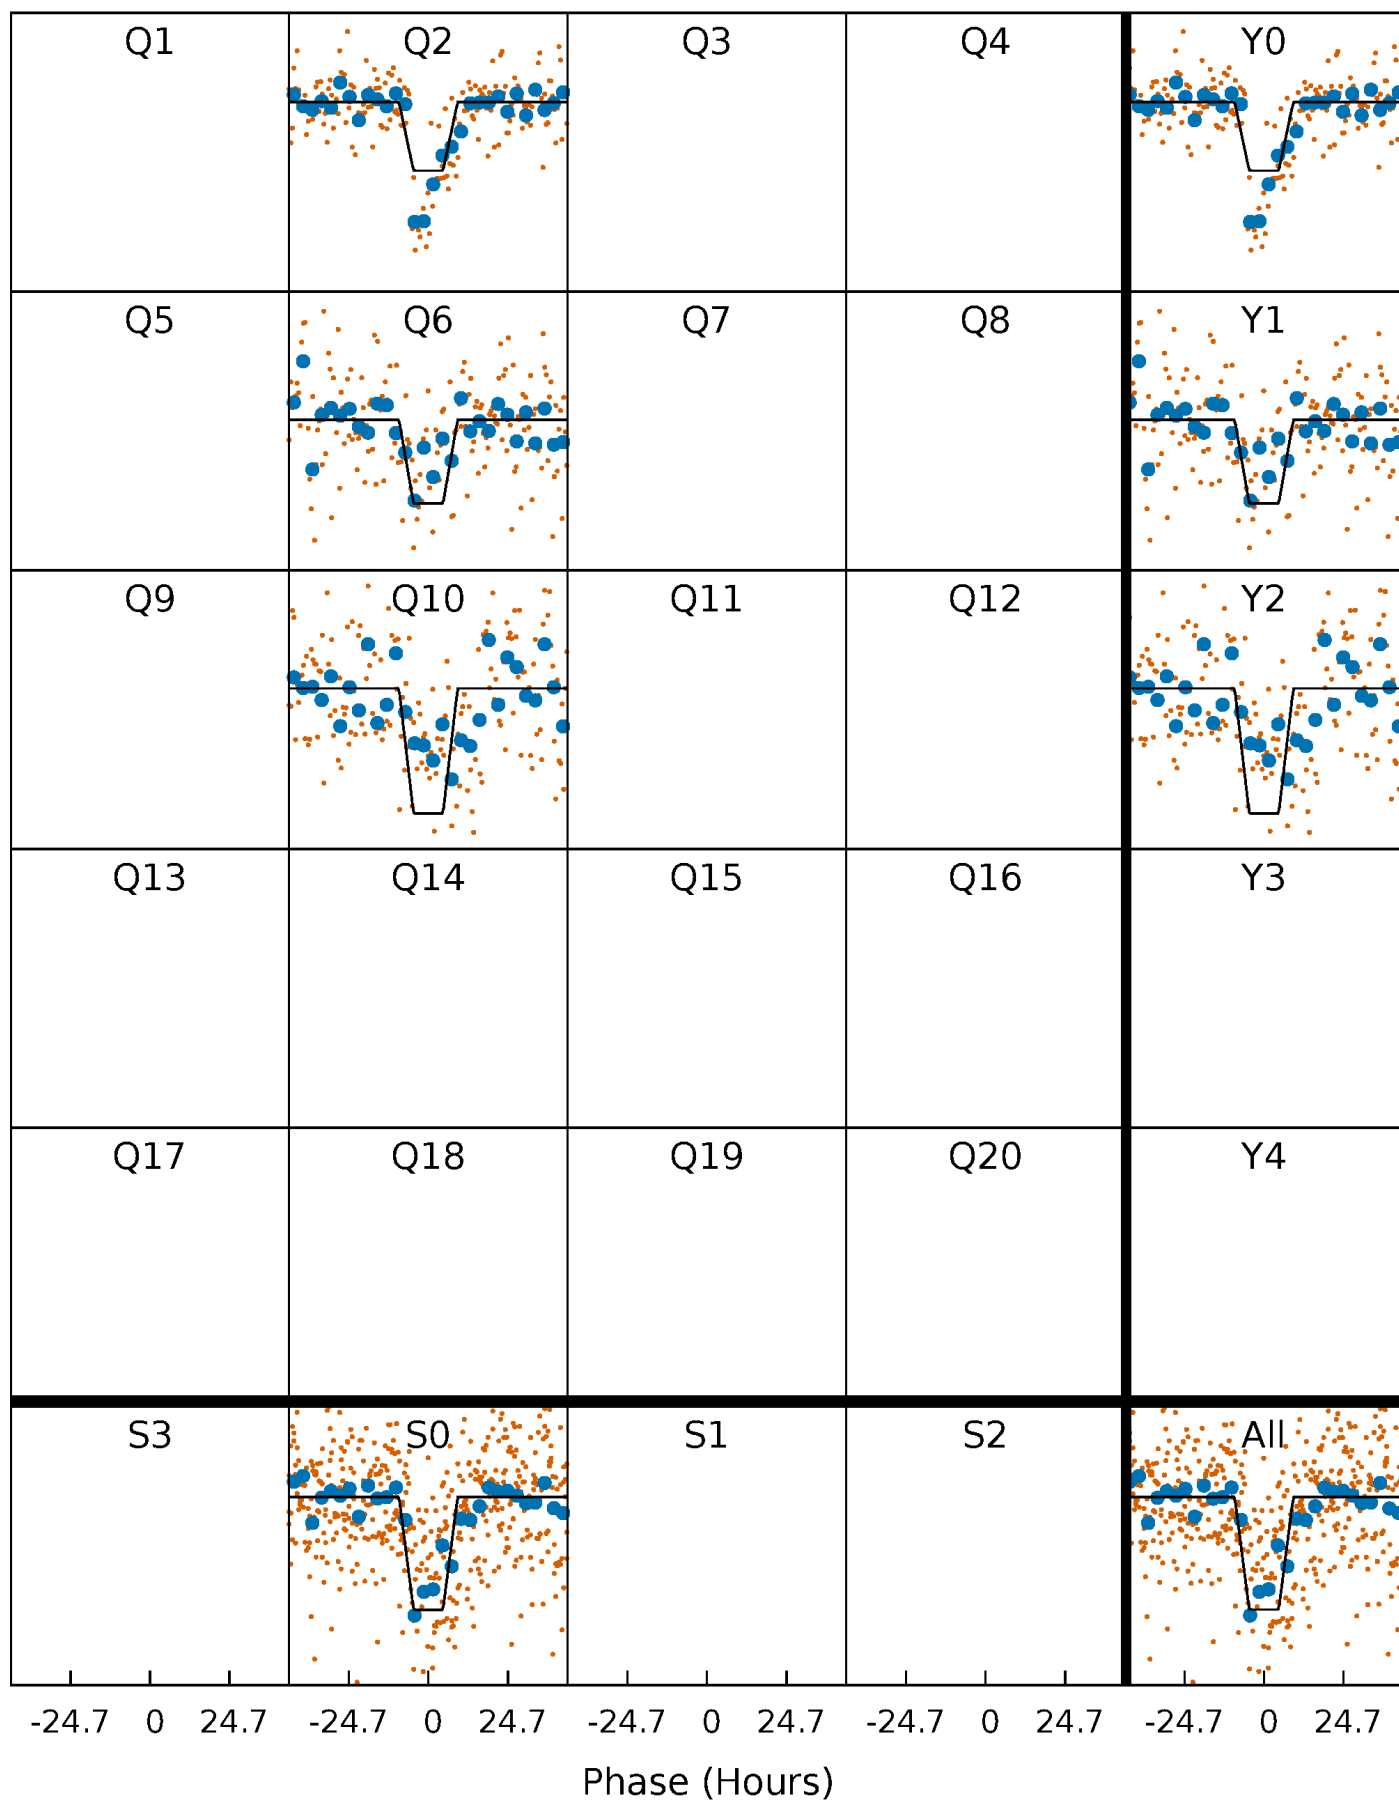 Q1 Q2 Q3 Q4 Y0
Q5 Q6 Q7 Q8 Y1
Q9 Q10 Q11 Q12 Y2
Q13 Q14 Q15 Q16 Y3
Q17 Q18 Q19 Q20 Y4
S3 S0 S1 S2 All
-24.7 0 24.7 -24.7 0 24.7 -24.7 0 24.7 -24.7 0 24.7 -24.7 0 24.7
Phase (Hours)